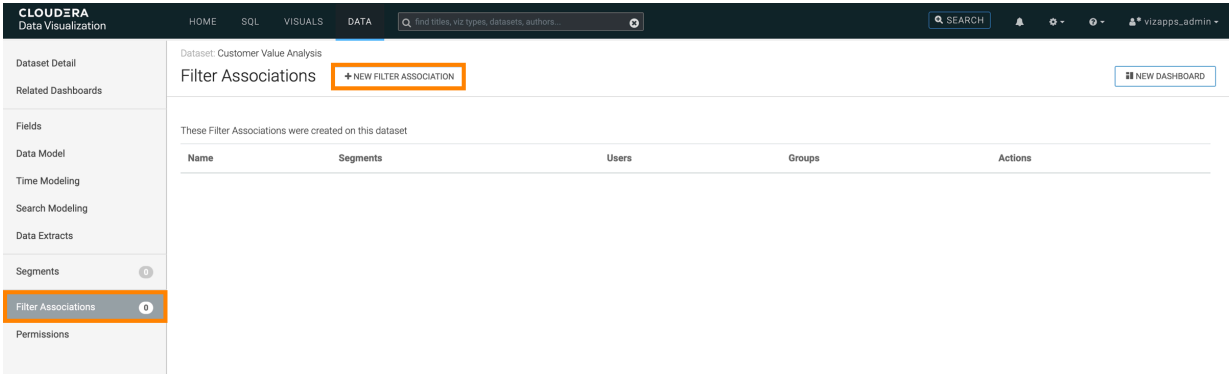 CLOUDERA
Data Visualization
HOME SQL VISUALS DATA find titles, viz types, datasets, authors... SEARCH vizapps_admin
Dataset Detail
Related Dashboards
Fields
Data Model
Time Modeling
Search Modeling
Data Extracts
Segments 0
Filter Associations 0
Permissions
Dataset: Customer Value Analysis
Filter Associations + NEW FILTER ASSOCIATION NEW DASHBOARD
These Filter Associations were created on this dataset
Name Segments Users Groups Actions